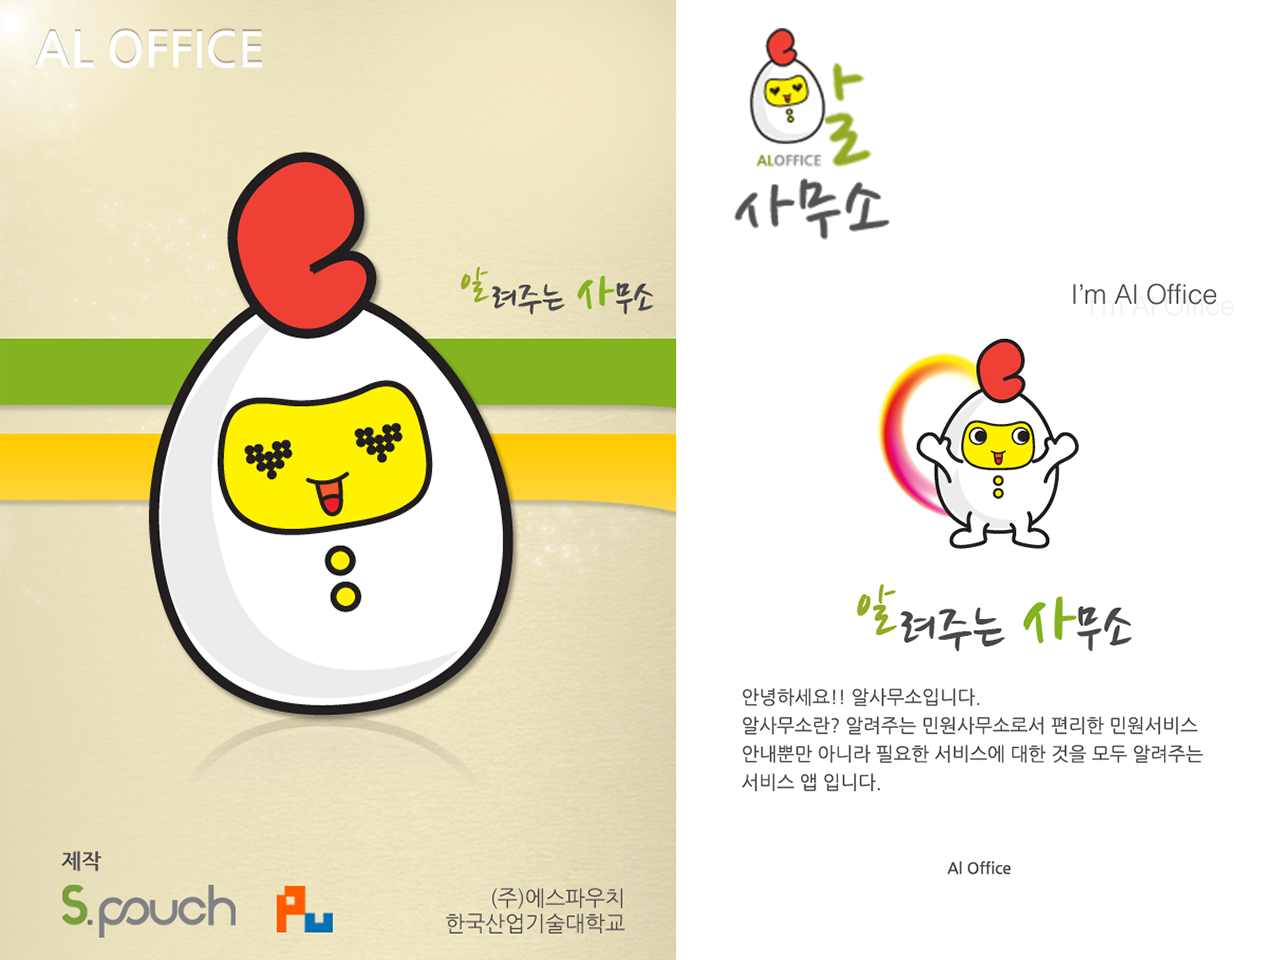 AL OFFICE
알려주는 사무소
제작
S.pouch
Pu
(주)에스파우치
한국산업기술대학교
알
ALOFFICE
사무소
I'm Al Office
I'm Al Office
알려주는 사무소
안녕하세요!! 알사무소입니다.
알사무소란? 알려주는 민원사무소로서 편리한 민원서비스
안내뿐만 아니라 필요한 서비스에 대한 것을 모두 알려주는
서비스 앱 입니다.
Al Office